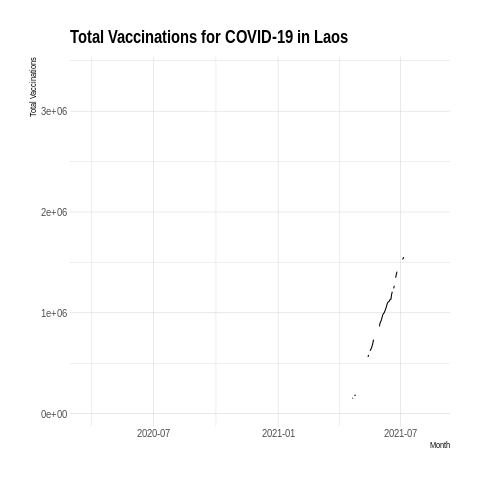 Total Vaccinations for COVID-19 in Laos
Total Vaccinations
3e+06
2e+06
1e+06
0e+00
2020-07 2021-01 2021-07
Month